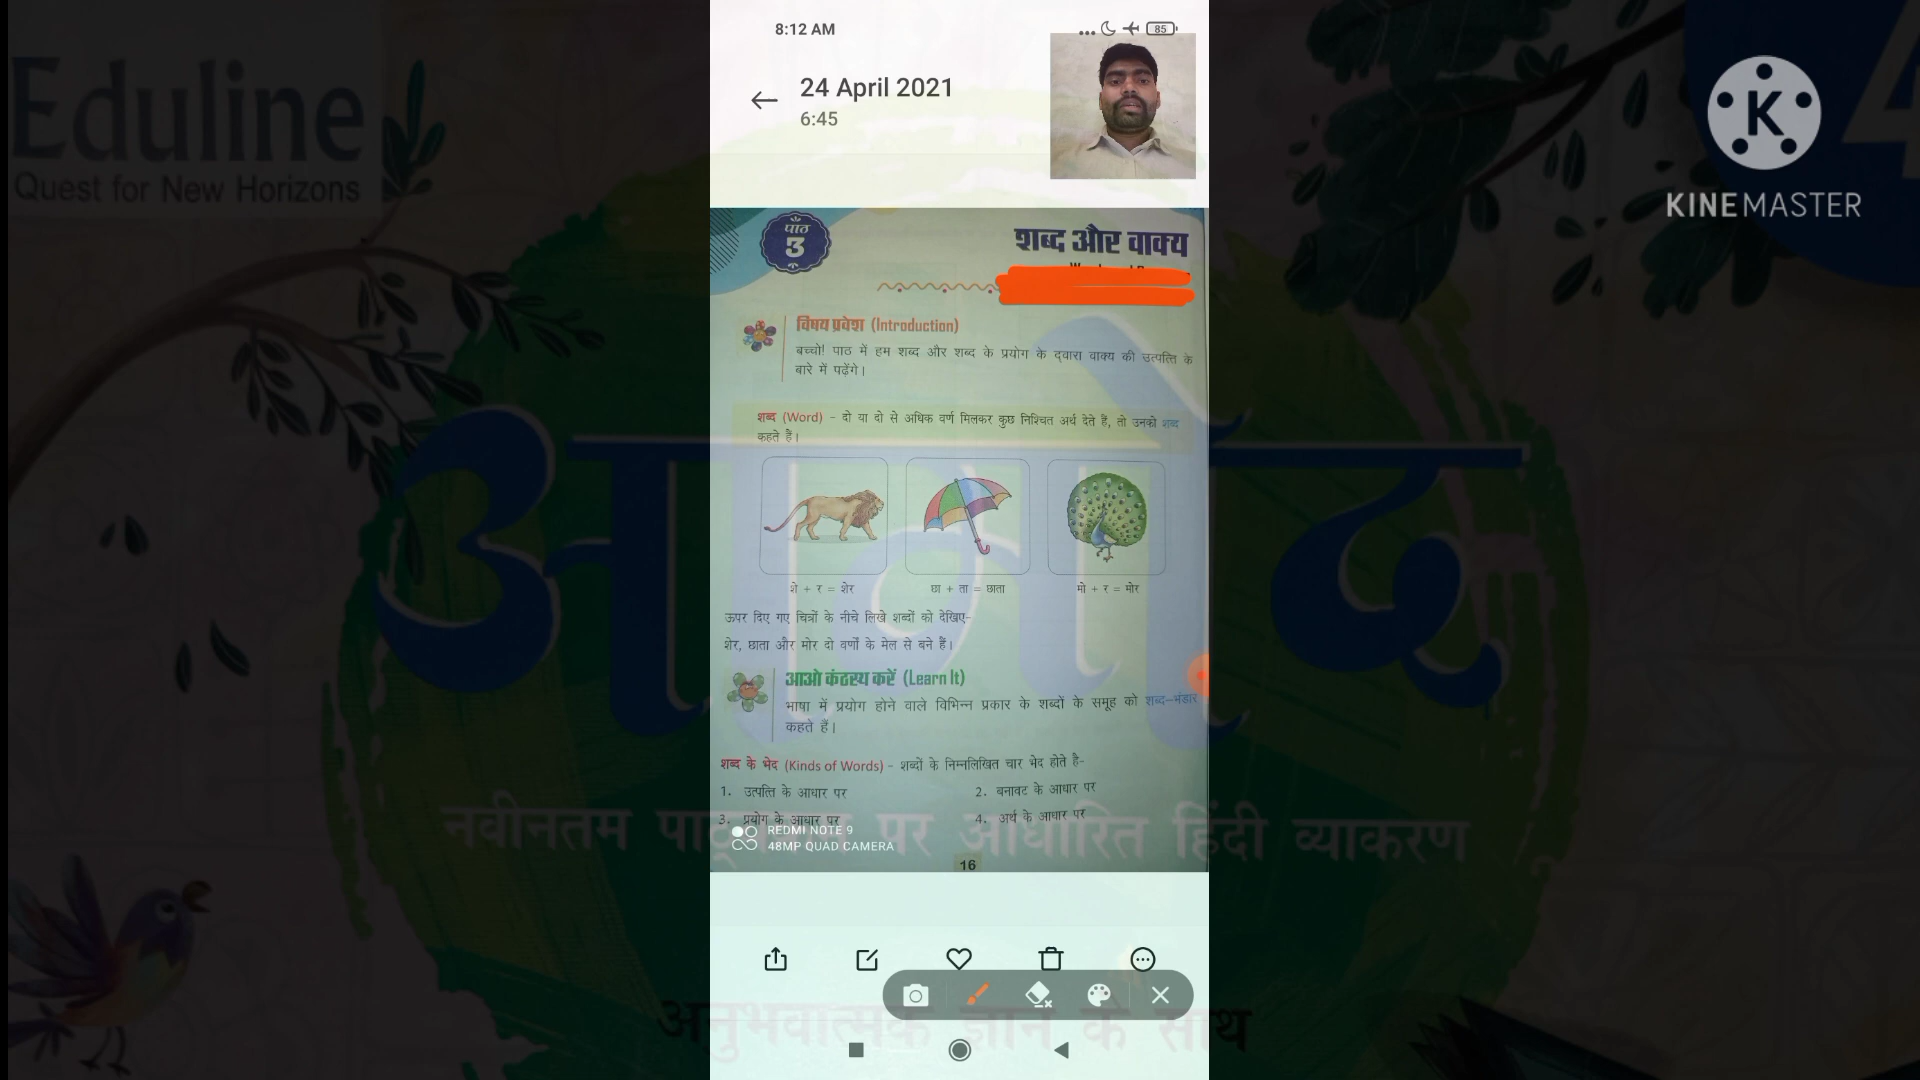 Eduline
Quest for New Horizons
8:12 AM
85
24 April 2021
6:45
K
KINEMASTER
4
पाठ
3
शब्द और वाक्य
विषय प्रवेश (Introduction)
बच्चो! पाठ में हम शब्द और शब्द के प्रयोग के द्वारा वाक्य की उत्पत्ति के
बारे में पढ़ेंगे।
शब्द (Word) – दो या दो से अधिक वर्ण मिलकर कुछ निश्चित अर्थ देते हैं, तो उनको शब्द
कहते हैं।
शे + र = शेर
छा + ता = छाता
मो + र = मोर
ऊपर दिए गए चित्रों के नीचे लिखे शब्दों को देखिए–
शेर, छाता और मोर दो वर्णों के मेल से बने हैं।
आओ कंठस्थ करें (Learn It)
भाषा में प्रयोग होने वाले विभिन्न प्रकार के शब्दों के समूह को शब्द–भंडार
कहते हैं।
शब्द के भेद (Kinds of Words) – शब्दों के निम्नलिखित चार भेद होते है–
1. उत्पत्ति के आधार पर
2. बनावट के आधार पर
3. प्रयोग के आधार पर
4. अर्थ के आधार पर
REDMI NOTE 9
48MP QUAD CAMERA
16
नवीनतम पर आधारित हिंदी व्याकरण
अनुभवात्मक ज्ञान के साथ